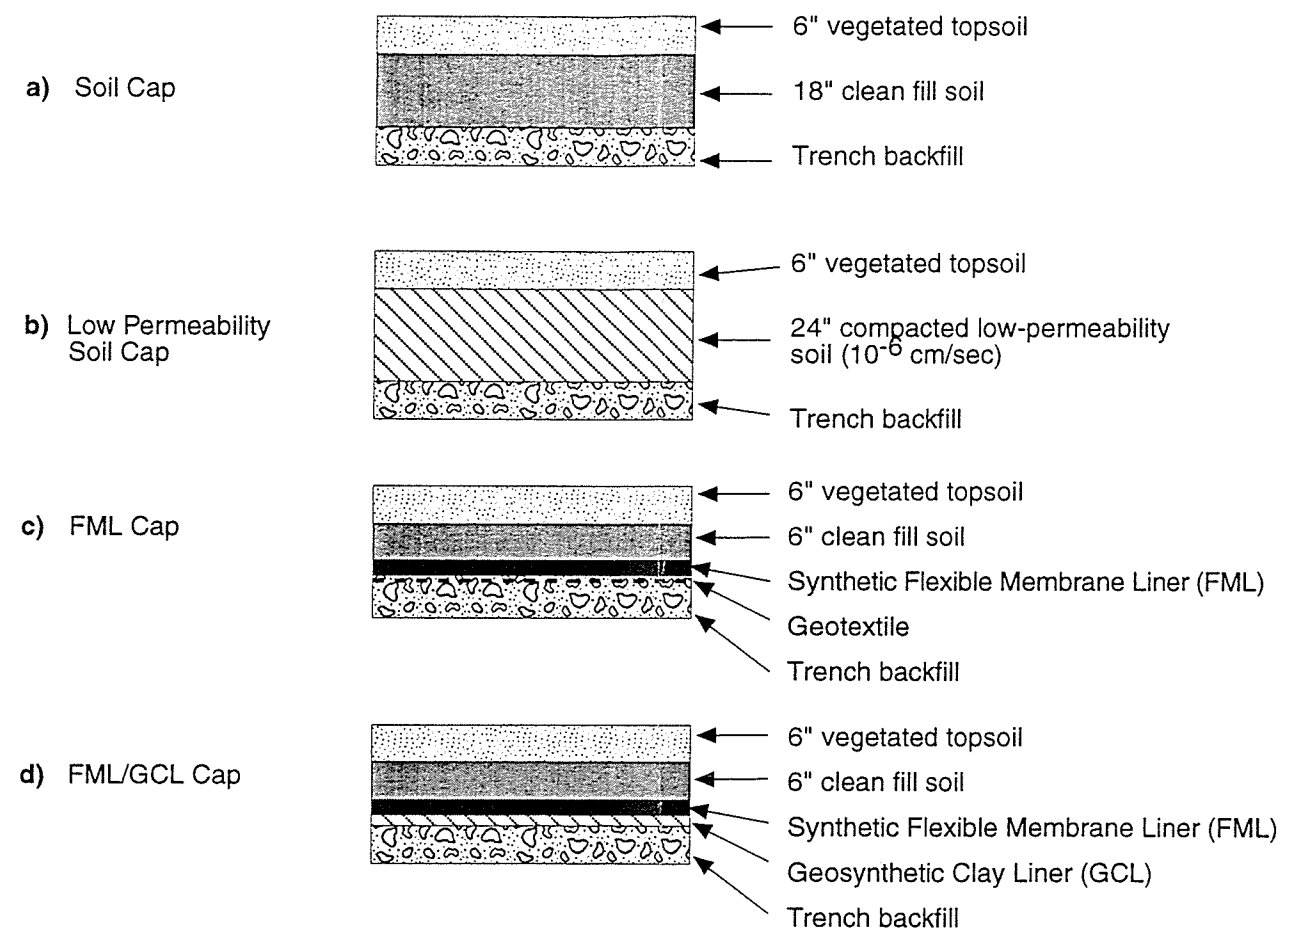 6" vegetated topsoil
a) Soil Cap
18" clean fill soil
Trench backfill
6" vegetated topsoil
b) Low Permeability
Soil Cap
24" compacted low-permeability
soil (10-6 cm/sec)
Trench backfill
6" vegetated topsoil
c) FML Cap
6" clean fill soil
Synthetic Flexible Membrane Liner (FML)
Geotextile
Trench backfill
6" vegetated topsoil
d) FML/GCL Cap
6" clean fill soil
Synthetic Flexible Membrane Liner (FML)
Geosynthetic Clay Liner (GCL)
Trench backfill